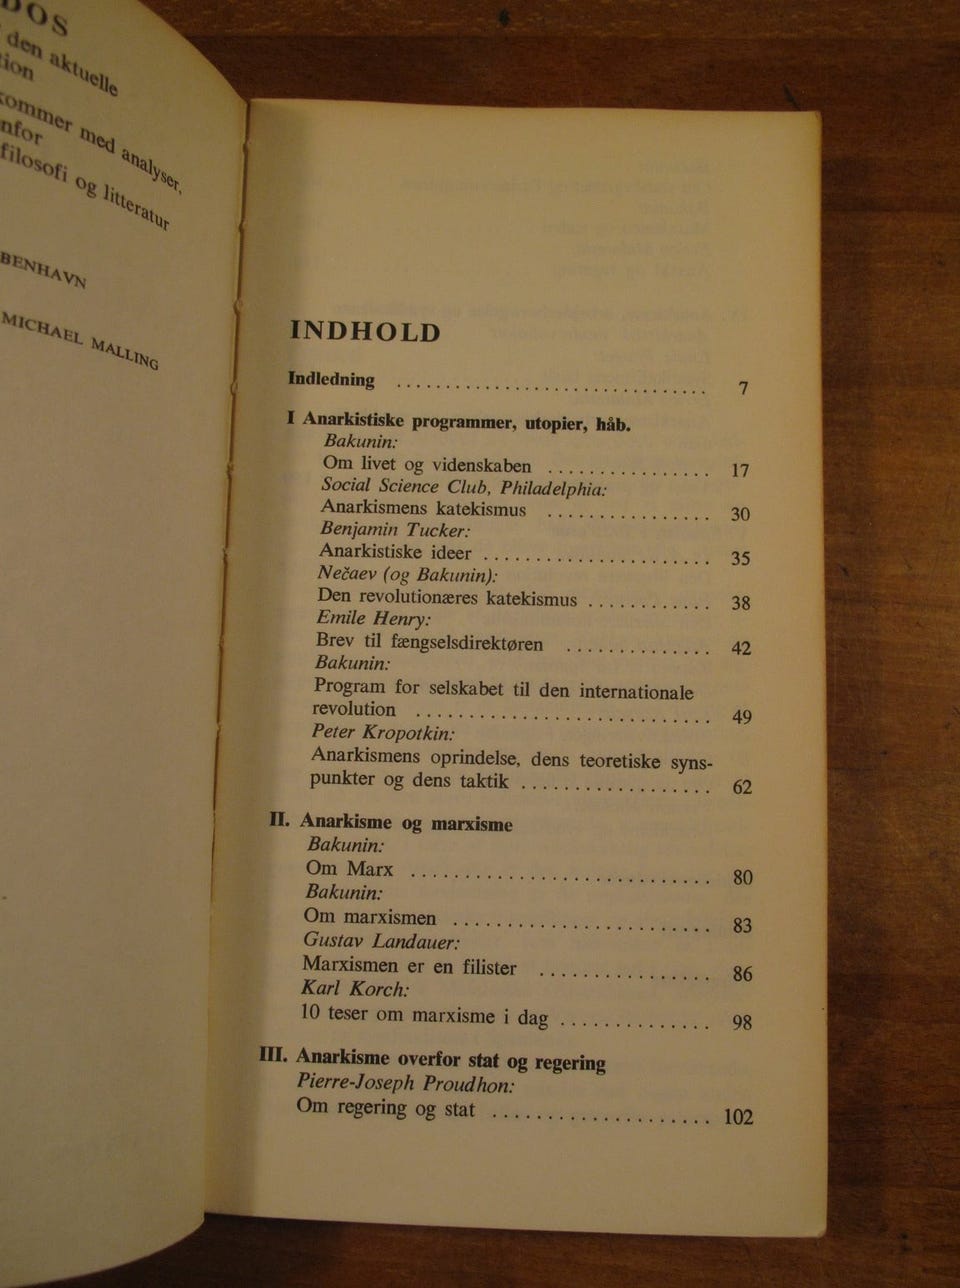 DOS
den aktuelle
tion
kommer med analyser,
nfor
filosofi og litteratur
BENHAVN
MICHAEL MALLING
INDHOLD
Indledning .............................. 7
I Anarkistiske programmer, utopier, håb.
Bakunin:
Om livet og videnskaben ................ 17
Social Science Club, Philadelphia:
Anarkismens katekismus ................ 30
Benjamin Tucker:
Anarkistiske ideer ...................... 35
Nečaev (og Bakunin):
Den revolutionæres katekismus ............ 38
Emile Henry:
Brev til fængselsdirektøren .............. 42
Bakunin:
Program for selskabet til den internationale
revolution ............................ 49
Peter Kropotkin:
Anarkismens oprindelse, dens teoretiske syns-
punkter og dens taktik .................. 62
II. Anarkisme og marxisme
Bakunin:
Om Marx ............................ 80
Bakunin:
Om marxismen ........................ 83
Gustav Landauer:
Marxismen er en filister ................ 86
Karl Korch:
10 teser om marxisme i dag .............. 98
III. Anarkisme overfor stat og regering
Pierre-Joseph Proudhon:
Om regering og stat .................... 102